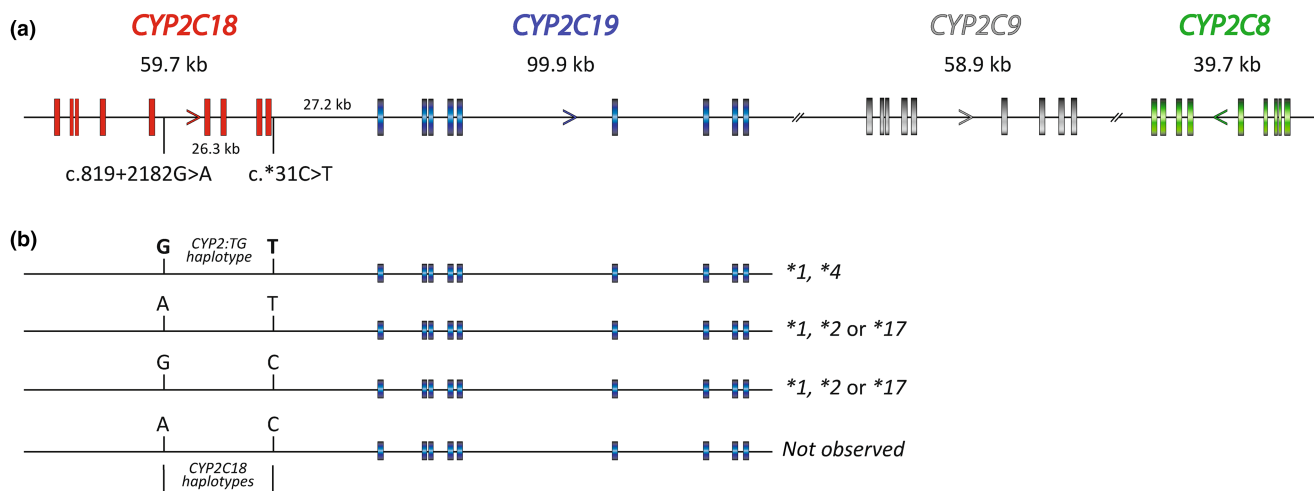 (a)
CYP2C18 CYP2C19 CYP2C9 CYP2C8
59.7 kb 99.9 kb 58.9 kb 39.7 kb
27.2 kb
26.3 kb
c.819+2182G>A c.*31C>T
(b)
G CYP2:TG T
haplotype
*1, *4
A T
*1, *2 or *17
G C
*1, *2 or *17
A C
Not observed
CYP2C18
haplotypes